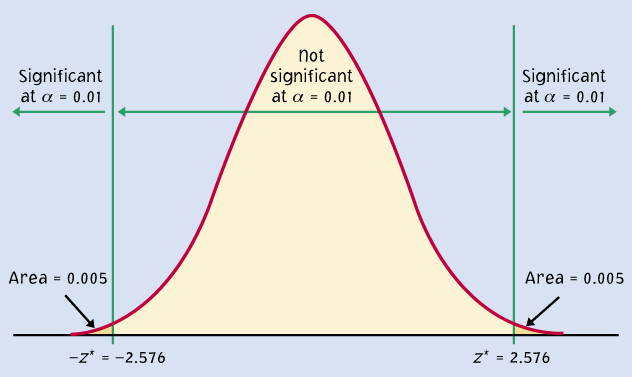 Not
significant
at α = 0.01
Significant
at α = 0.01
Significant
at α = 0.01
Area = 0.005
Area = 0.005
-z* = -2.576
z* = 2.576